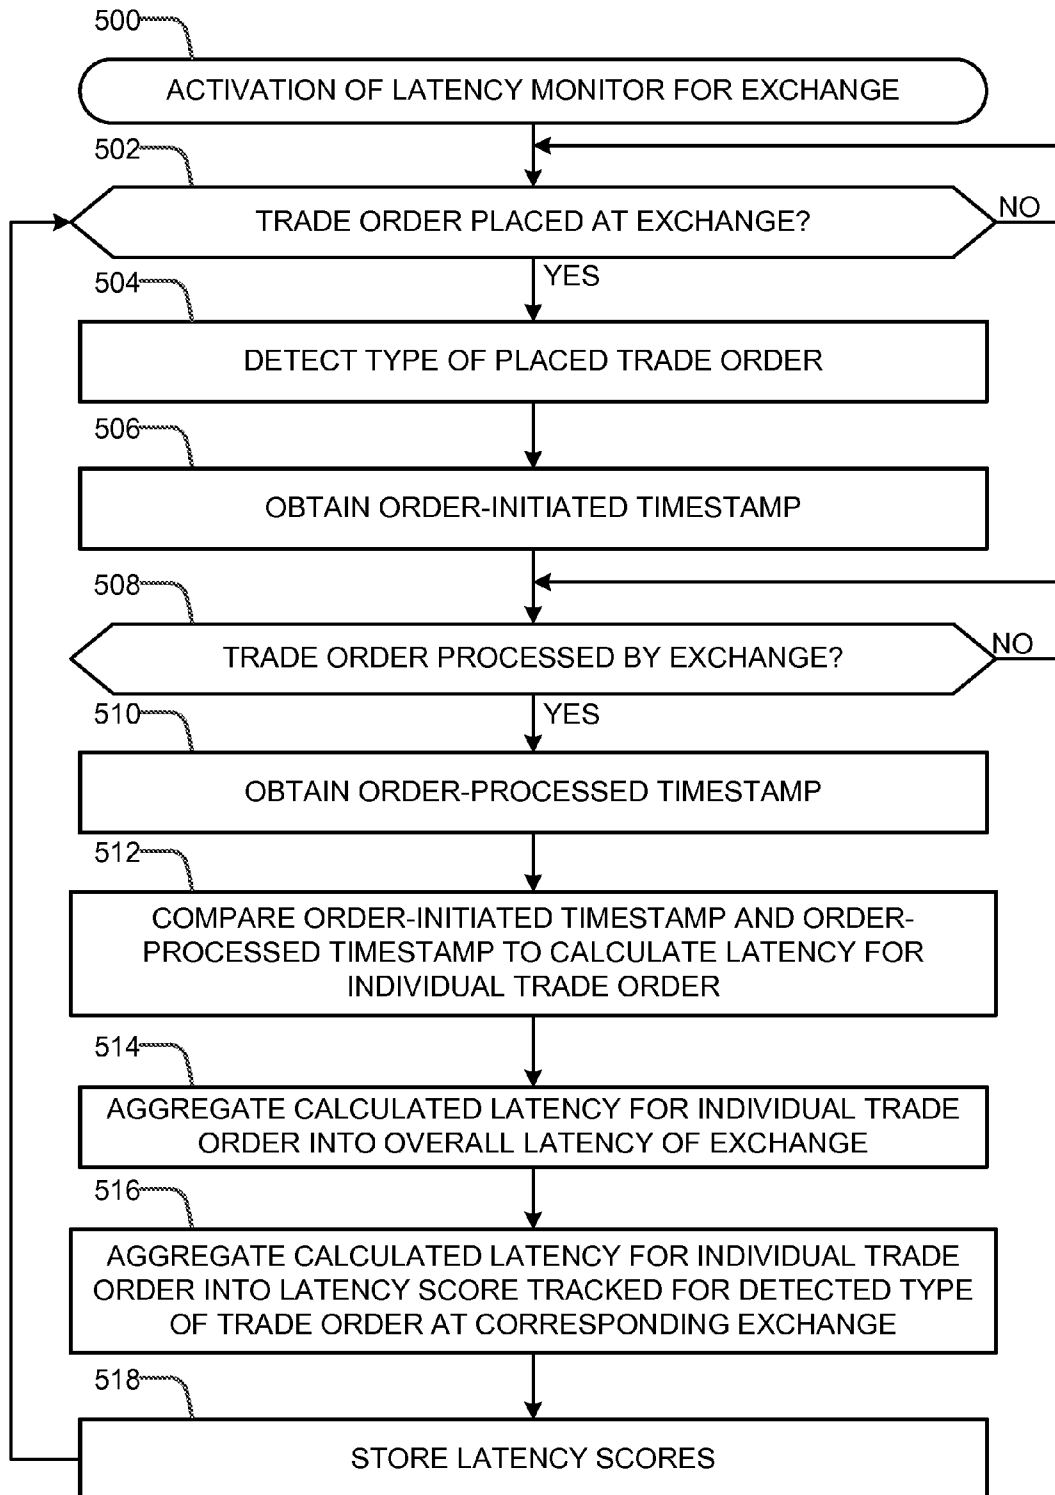 500
ACTIVATION OF LATENCY MONITOR FOR EXCHANGE
502
TRADE ORDER PLACED AT EXCHANGE?
NO
YES
504
DETECT TYPE OF PLACED TRADE ORDER
506
OBTAIN ORDER-INITIATED TIMESTAMP
508
TRADE ORDER PROCESSED BY EXCHANGE?
NO
YES
510
OBTAIN ORDER-PROCESSED TIMESTAMP
512
COMPARE ORDER-INITIATED TIMESTAMP AND ORDER-
PROCESSED TIMESTAMP TO CALCULATE LATENCY FOR
INDIVIDUAL TRADE ORDER
514
AGGREGATE CALCULATED LATENCY FOR INDIVIDUAL TRADE
ORDER INTO OVERALL LATENCY OF EXCHANGE
516
AGGREGATE CALCULATED LATENCY FOR INDIVIDUAL TRADE
ORDER INTO LATENCY SCORE TRACKED FOR DETECTED TYPE
OF TRADE ORDER AT CORRESPONDING EXCHANGE
518
STORE LATENCY SCORES